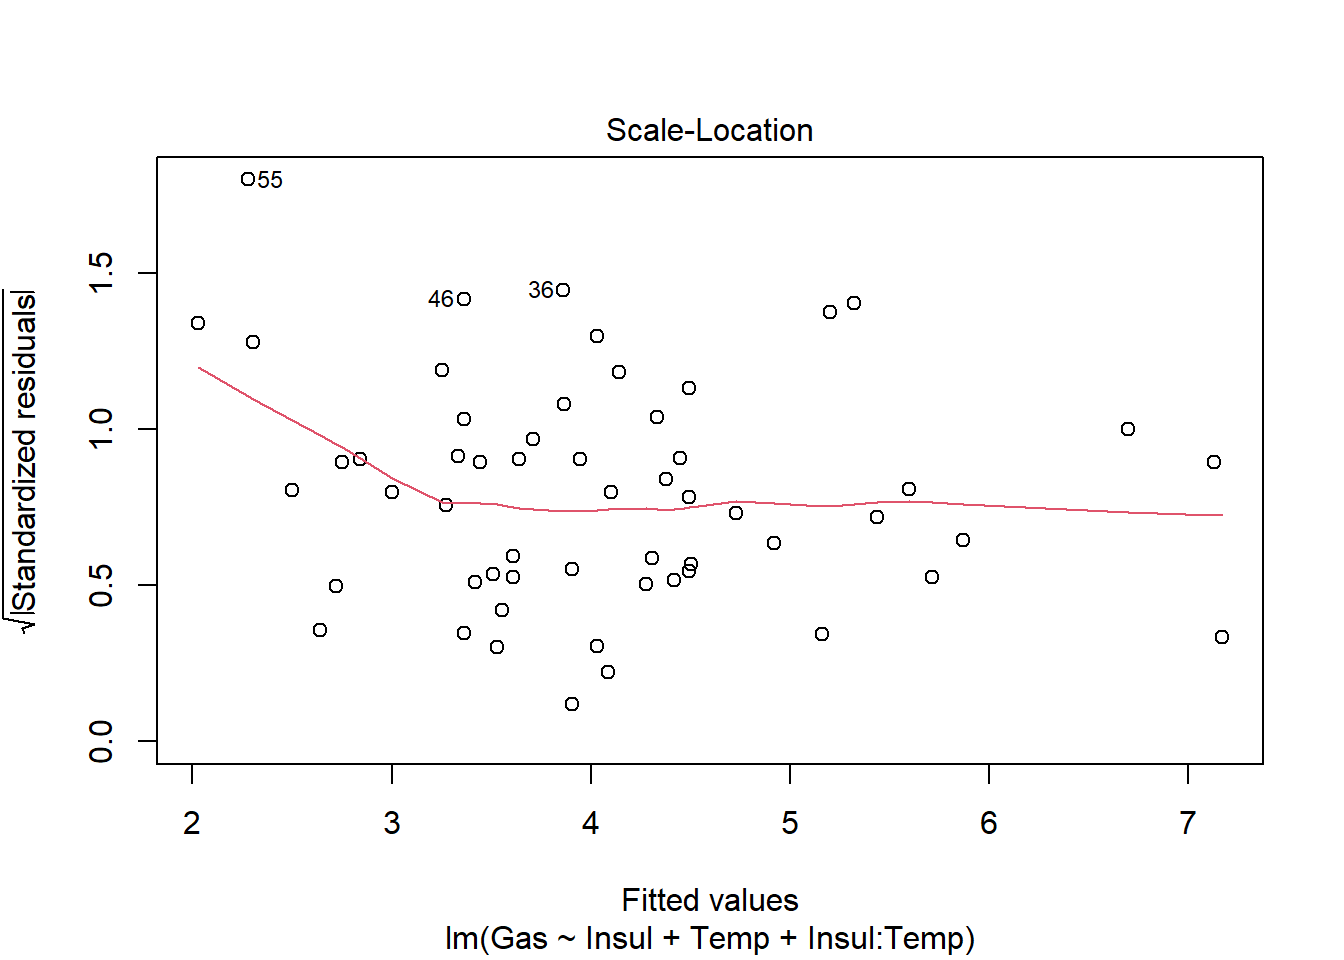 Scale-Location
55
46
36
√|Standardized residuals|
0.0
0.5
1.0
1.5
2 3 4 5 6 7
Fitted values
lm(Gas ~ Insul + Temp + Insul:Temp)